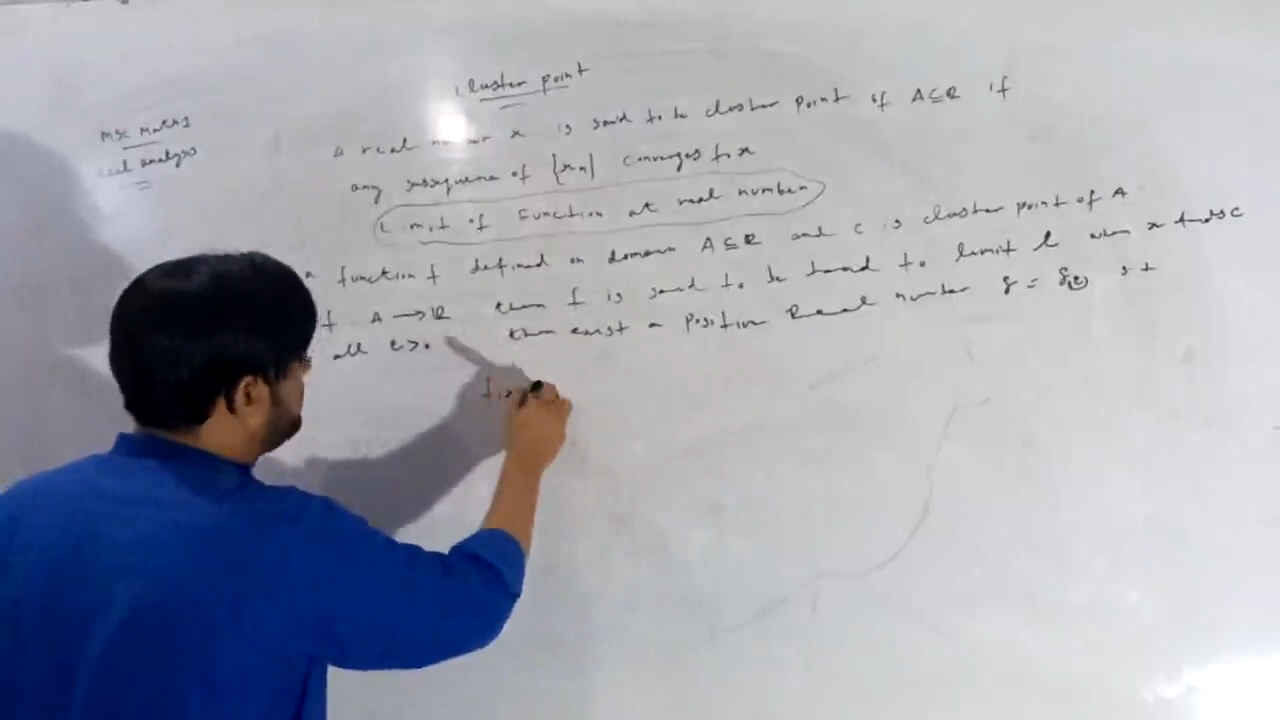 cluster point
MSC Maths
Real analysis
A real number x is said to be cluster point of A⊆R if
any subsequence of {xn} converges to x
Limit of Function at real number
a function f defined on domain A⊆R and c is cluster point of A
f A → R then f is said to be tend to limit l when x tends c
all ε>0 then exist a positive Real number δ = δ(ε) s t
f(x)